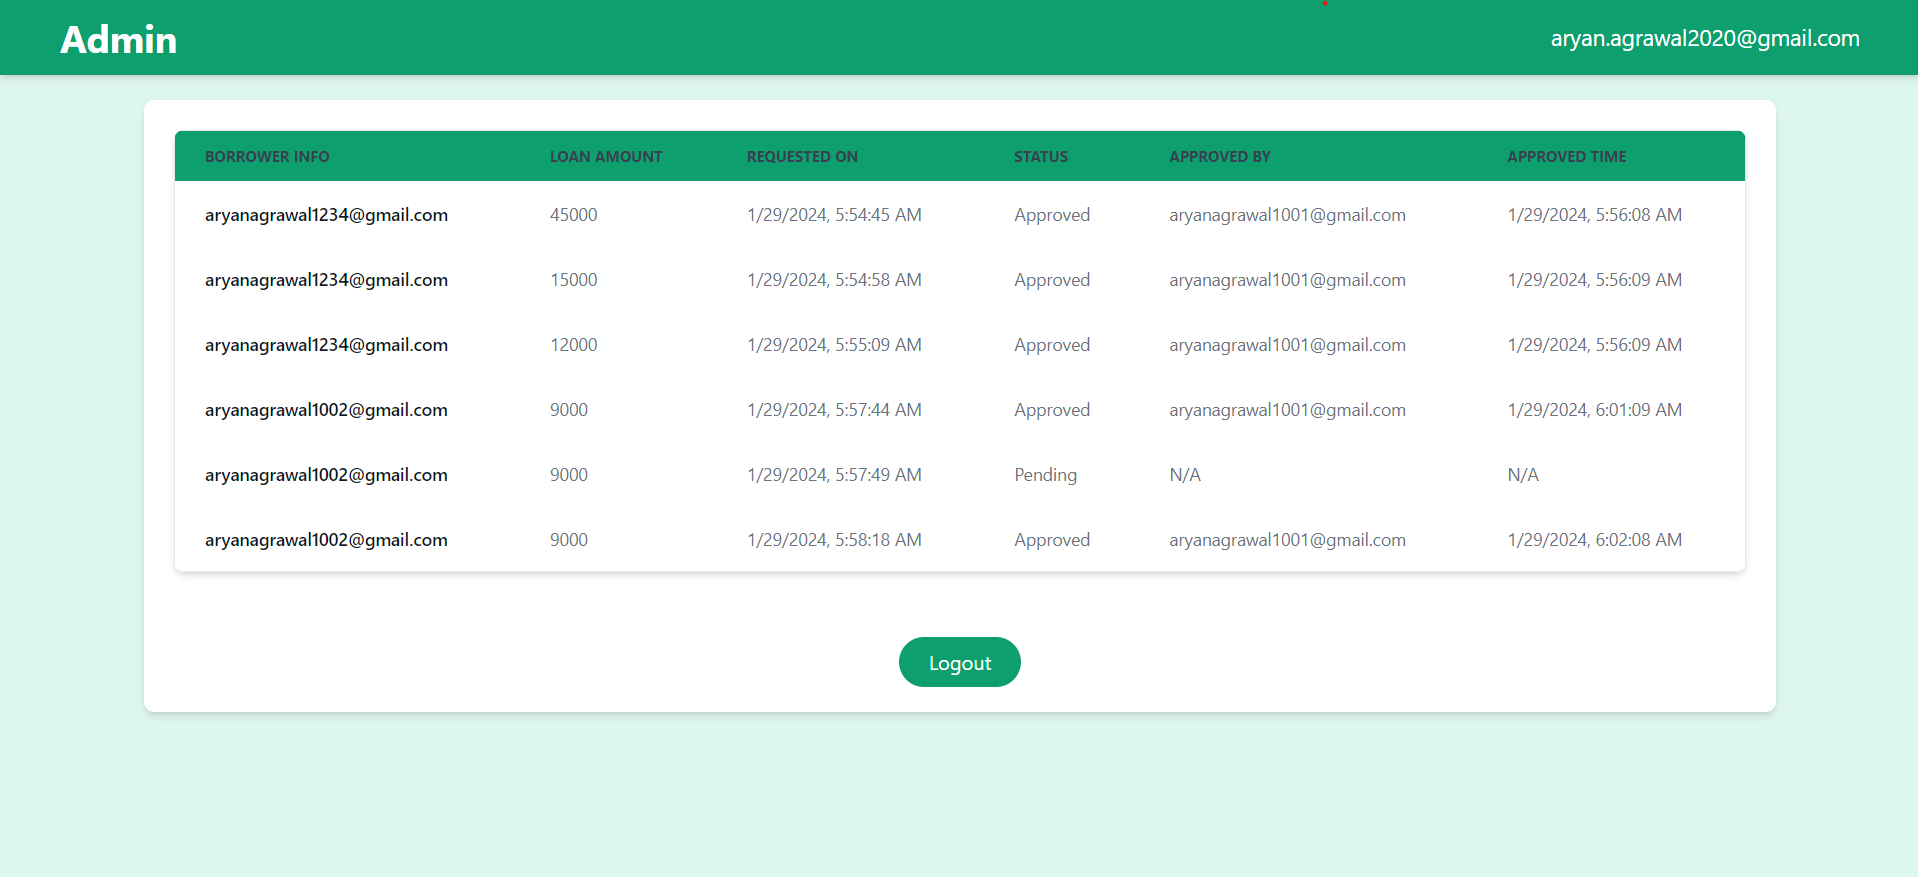 Admin aryan.agrawal2020@gmail.com
BORROWER INFO LOAN AMOUNT REQUESTED ON STATUS APPROVED BY APPROVED TIME
aryanagrawal1234@gmail.com 45000 1/29/2024, 5:54:45 AM Approved aryanagrawal1001@gmail.com 1/29/2024, 5:56:08 AM
aryanagrawal1234@gmail.com 15000 1/29/2024, 5:54:58 AM Approved aryanagrawal1001@gmail.com 1/29/2024, 5:56:09 AM
aryanagrawal1234@gmail.com 12000 1/29/2024, 5:55:09 AM Approved aryanagrawal1001@gmail.com 1/29/2024, 5:56:09 AM
aryanagrawal1002@gmail.com 9000 1/29/2024, 5:57:44 AM Approved aryanagrawal1001@gmail.com 1/29/2024, 6:01:09 AM
aryanagrawal1002@gmail.com 9000 1/29/2024, 5:57:49 AM Pending N/A N/A
aryanagrawal1002@gmail.com 9000 1/29/2024, 5:58:18 AM Approved aryanagrawal1001@gmail.com 1/29/2024, 6:02:08 AM
Logout